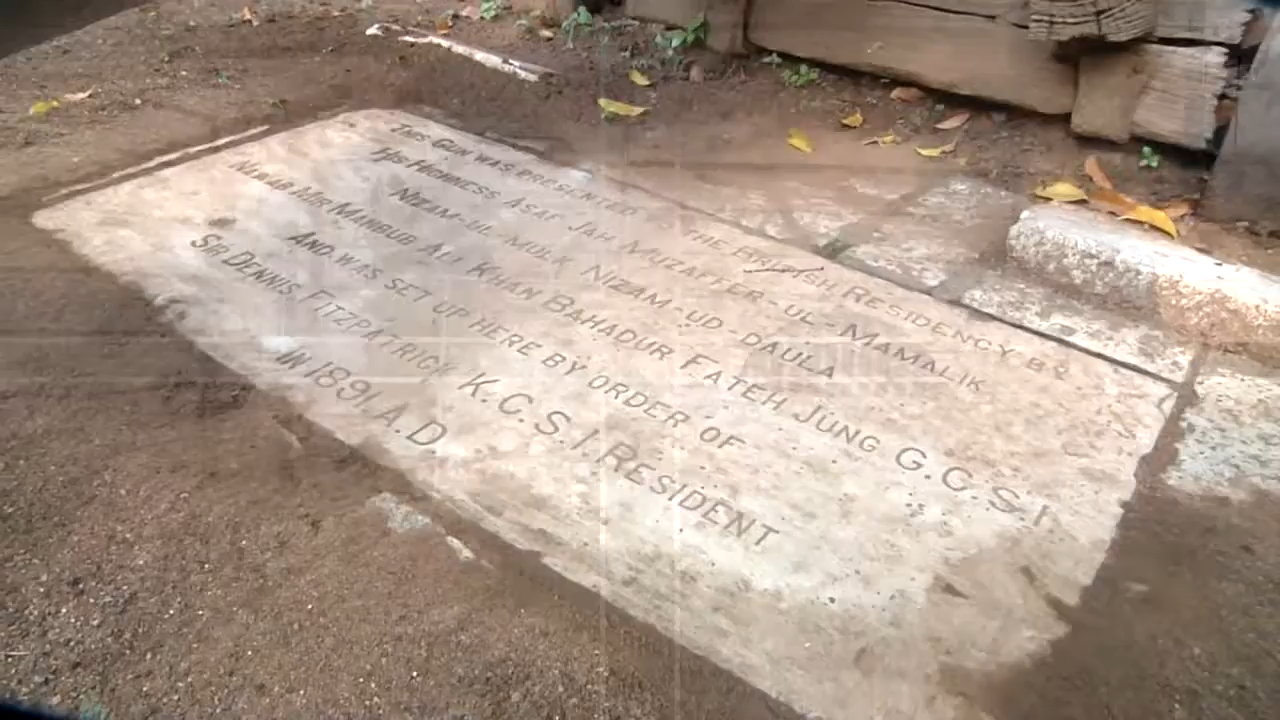 THIS GUN WAS PRESENTED TO THE BRITISH RESIDENCY BY
HIS HIGHNESS ASAF JAH MUZAFFER-UL-MAMALIK
NIZAM-UL-MULK NIZAM-UD-DAULA
NAWAB MIR MAHBUB ALI KHAN BAHADUR FATEH JUNG G.C.S.I
AND WAS SET UP HERE BY ORDER OF
SIR DENNIS FITZPATRICK K.C.S.I. RESIDENT
IN 1891 A.D.